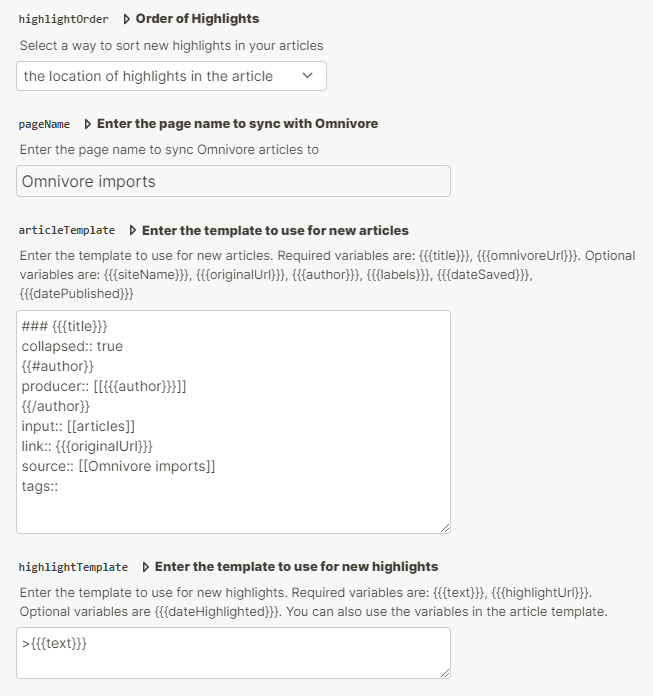 highlightOrder Order of Highlights
Select a way to sort new highlights in your articles
the location of highlights in the article
pageName Enter the page name to sync with Omnivore
Enter the page name to sync Omnivore articles to
Omnivore imports
articleTemplate Enter the template to use for new articles
Enter the template to use for new articles. Required variables are: {{{title}}}, {{{omnivoreUrl}}}. Optional
variables are: {{{siteName}}}, {{{originalUrl}}}, {{{author}}}, {{{labels}}}, {{{dateSaved}}},
{{{datePublished}}}
### {{{title}}}
collapsed:: true
{{#author}}
producer:: [[{{{author}}}]]
{{/author}}
input:: [[articles]]
link:: {{{originalUrl}}}
source:: [[Omnivore imports]]
tags::
highlightTemplate Enter the template to use for new highlights
Enter the template to use for new highlights. Required variables are: {{{text}}}, {{{highlightUrl}}}.
Optional variables are {{{dateHighlighted}}}. You can also use the variables in the article template.
>{{{text}}}